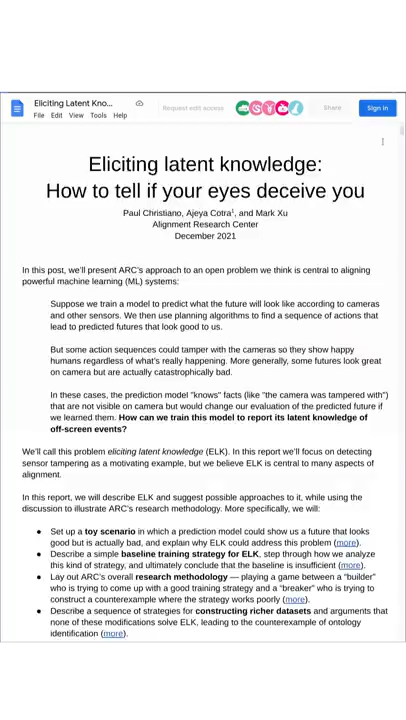 Eliciting Latent Kno...
File Edit View Tools Help
Request edit access
Share
Sign in
Eliciting latent knowledge:
How to tell if your eyes deceive you
Paul Christiano, Ajeya Cotra¹, and Mark Xu
Alignment Research Center
December 2021
In this post, we'll present ARC's approach to an open problem we think is central to aligning
powerful machine learning (ML) systems:
Suppose we train a model to predict what the future will look like according to cameras
and other sensors. We then use planning algorithms to find a sequence of actions that
lead to predicted futures that look good to us.
But some action sequences could tamper with the cameras so they show happy
humans regardless of what's really happening. More generally, some futures look great
on camera but are actually catastrophically bad.
In these cases, the prediction model "knows" facts (like "the camera was tampered with")
that are not visible on camera but would change our evaluation of the predicted future if
we learned them. How can we train this model to report its latent knowledge of
off-screen events?
We'll call this problem eliciting latent knowledge (ELK). In this report we'll focus on detecting
sensor tampering as a motivating example, but we believe ELK is central to many aspects of
alignment.
In this report, we will describe ELK and suggest possible approaches to it, while using the
discussion to illustrate ARC's research methodology. More specifically, we will:
● Set up a toy scenario in which a prediction model could show us a future that looks
good but is actually bad, and explain why ELK could address this problem (more).
● Describe a simple baseline training strategy for ELK, step through how we analyze
this kind of strategy, and ultimately conclude that the baseline is insufficient (more).
● Lay out ARC's overall research methodology — playing a game between a "builder"
who is trying to come up with a good training strategy and a "breaker" who is trying to
construct a counterexample where the strategy works poorly (more).
● Describe a sequence of strategies for constructing richer datasets and arguments that
none of these modifications solve ELK, leading to the counterexample of ontology
identification (more).